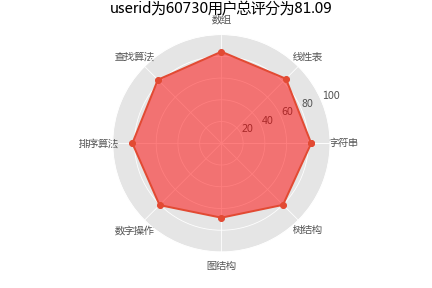 userid为60730用户总评分为81.09
数组
查找算法
线性表
100
80
60
40
20
排序算法
字符串
数字操作
树结构
图结构